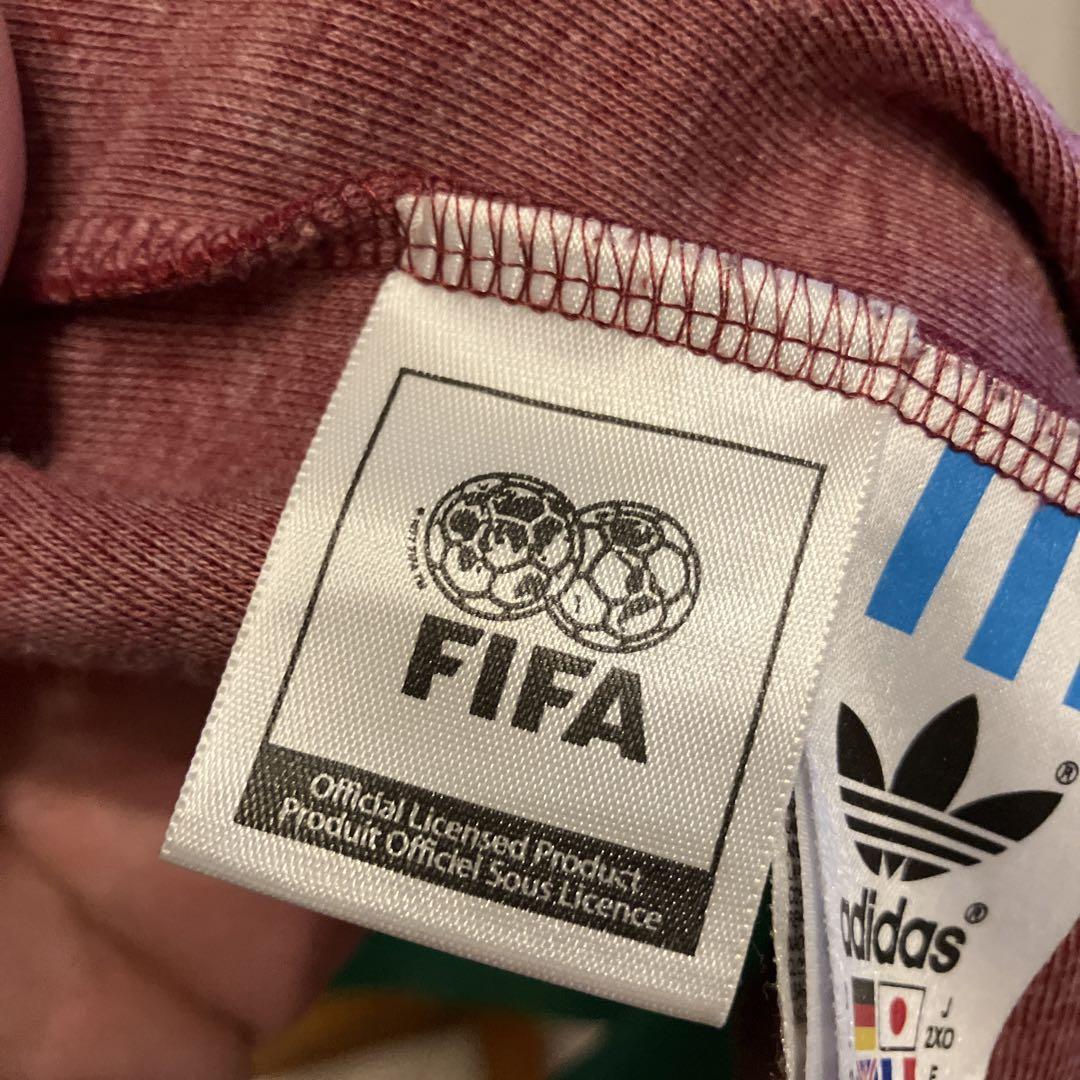 FIFA
Official Licensed Product
Produit Officiel Sous Licence
®
adidas®
J
2XO
F